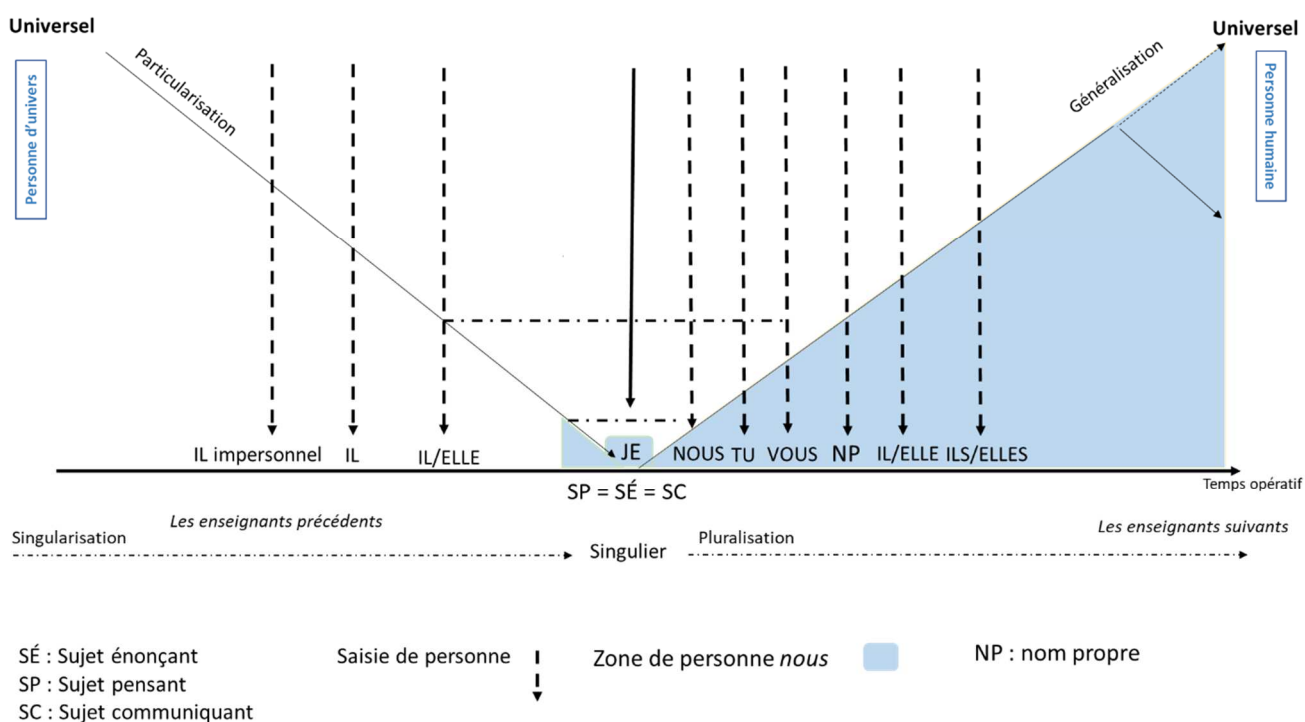 Universel
Universel
Personne d'univers
Particularisation
Généralisation
Personne humaine
IL impersonnel
IL
IL/ELLE
JE
NOUS
TU
VOUS
NP
IL/ELLE
ILS/ELLES
SP = SÉ = SC
Temps opératif
Les enseignants précédents
Les enseignants suivants
Singularisation
Singulier
Pluralisation
SÉ : Sujet énonçant
SP : Sujet pensant
SC : Sujet communiquant
Saisie de personne
Zone de personne nous
NP : nom propre